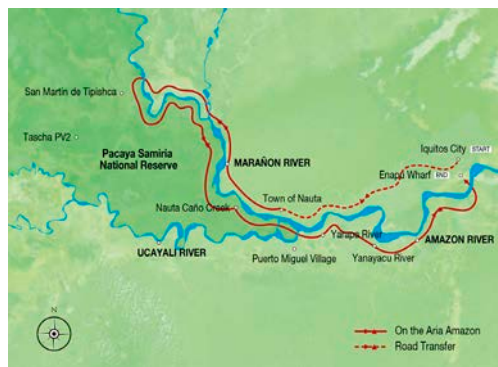 San Martín de Tipishca
Tascha PV2
Pacaya Samiria
National Reserve
MARAÑON RIVER
Iquitos City START
Enapú Wharf END
Town of Nauta
Nauta Caño Creek
Yarapa River
AMAZON RIVER
UCAYALI RIVER
Puerto Miguel Village
Yanayacu River
N
On the Aria Amazon
Road Transfer